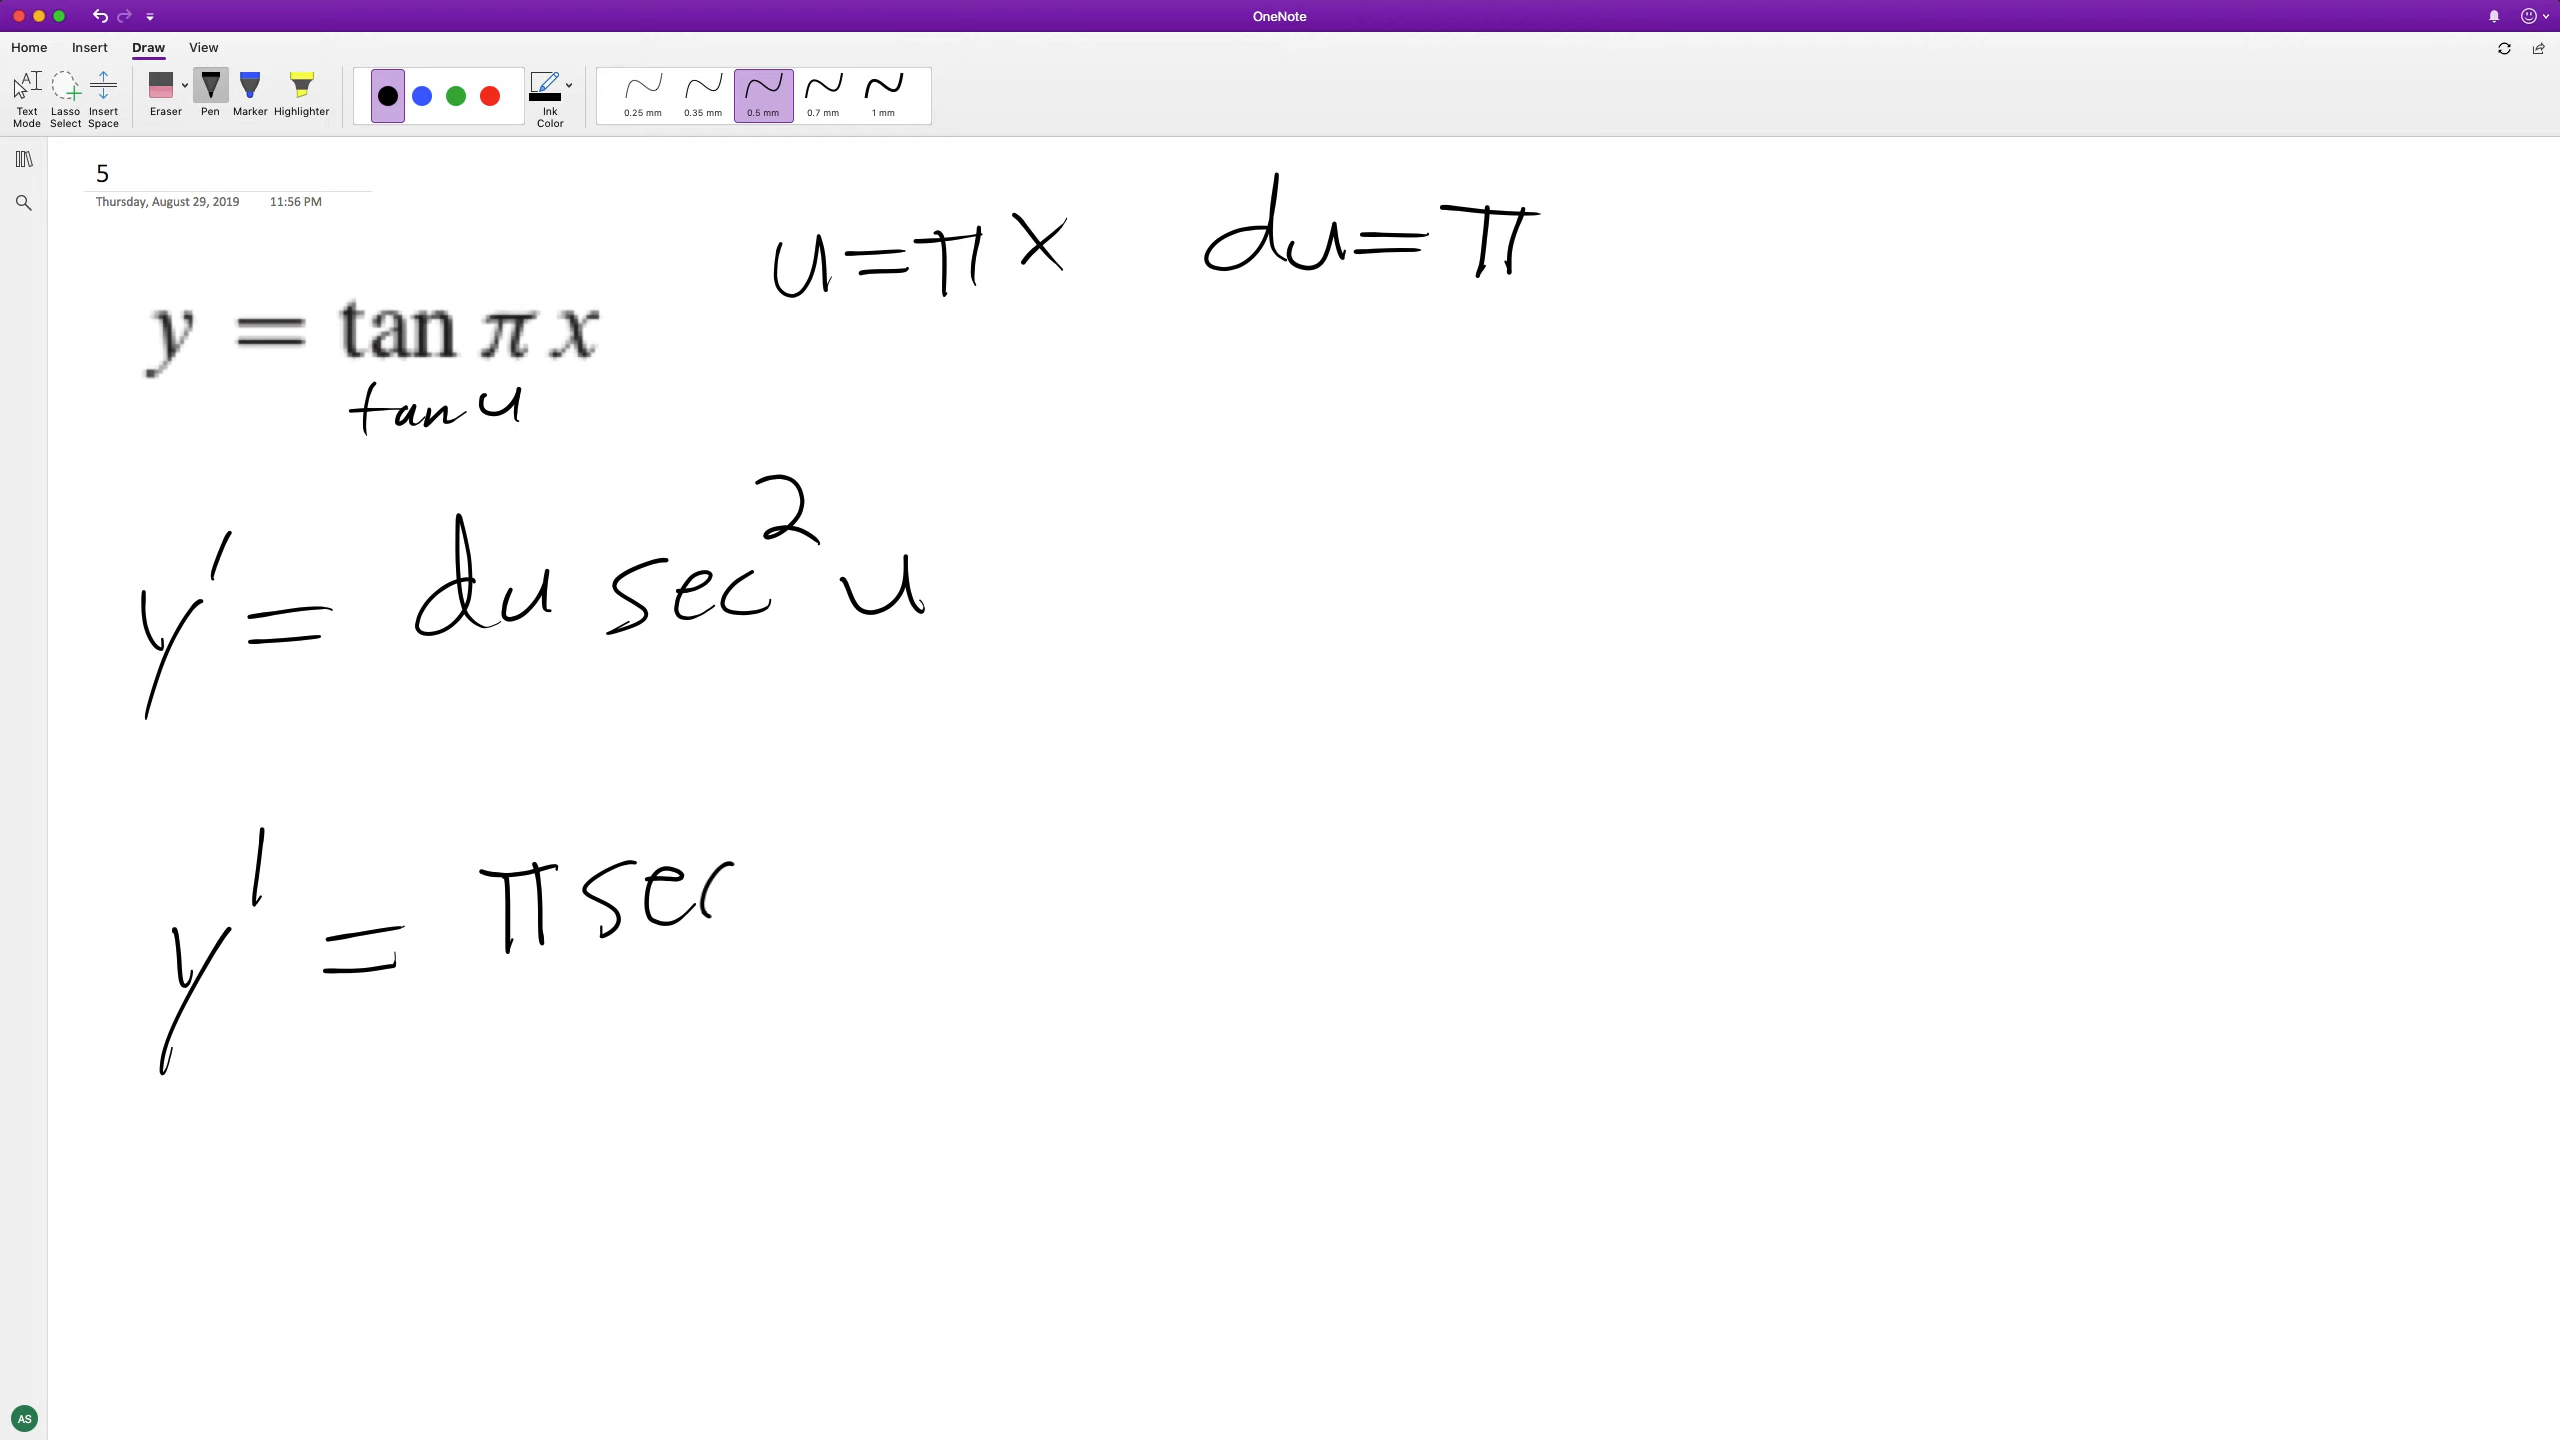 OneNote
Home Insert Draw View
Text Mode Lasso Select Insert Space Eraser Pen Marker Highlighter Ink Color 0.25 mm 0.35 mm 0.5 mm 0.7 mm 1 mm
5
Thursday, August 29, 2019 11:56 PM
u = π x du = π
y = tan π x
tan u
y' = du sec² u
y' = π sec
AS